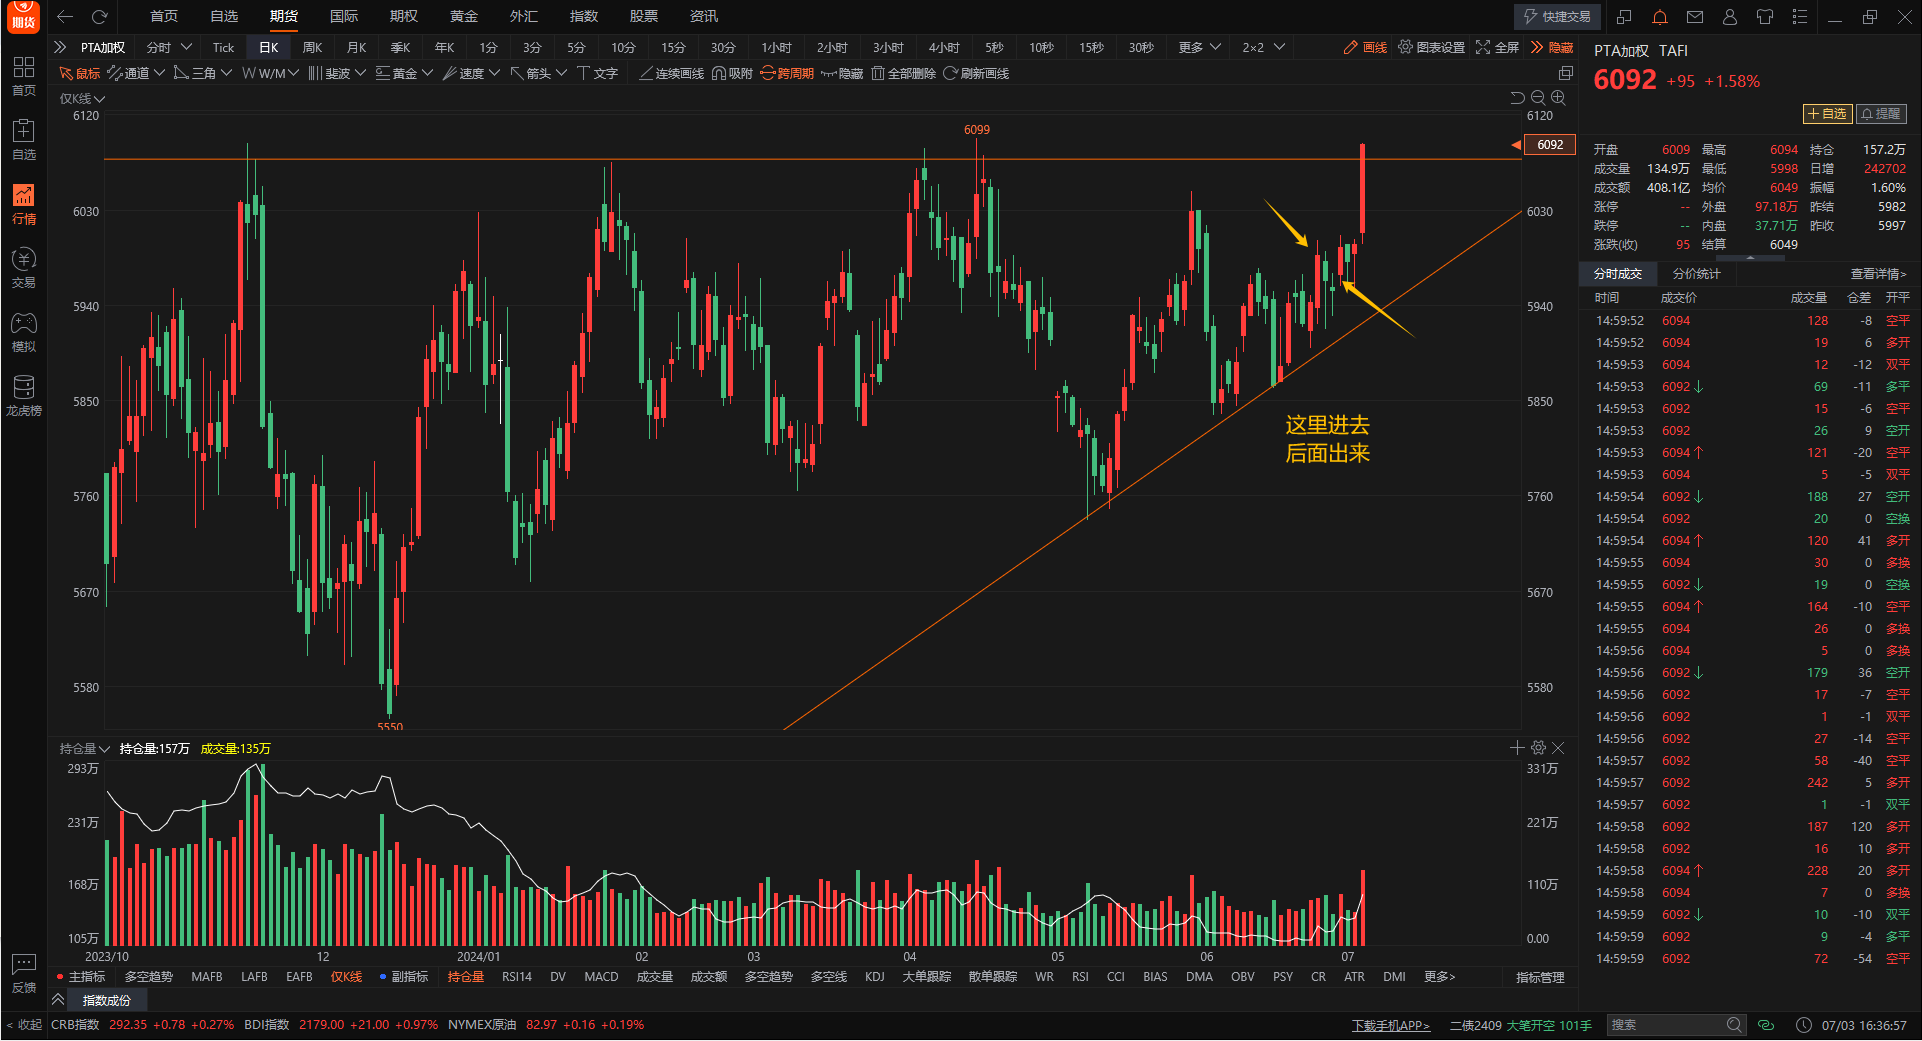 期货
首页 自选 期货 国际 期权 黄金 外汇 指数 股票 资讯
快捷交易
PTA加权 分时 Tick 日K 周K 月K 季K 年K 1分 3分 5分 10分 15分 30分 1小时 2小时 3小时 4小时 5秒 10秒 15秒 30秒 更多 2×2 画线 图表设置 全屏 隐藏
鼠标 通道 三角 W/M 斐波 黄金 速度 箭头 文字 连续画线 吸附 跨周期 隐藏 全部删除 刷新画线
首页
自选
行情
交易
模拟
龙虎榜
反馈
< 收起
仅K线
6120 6120
6099
6092
6030 6030
5940 5940
5850 5850
这里进去
后面出来
5760 5760
5670 5670
5580 5580
5550
持仓量 持仓量:157万 成交量:135万
293万 331万
231万 221万
168万 110万
105万 0.00
2023/10 12 2024/01 02 03 04 05 06 07
主指标 多空趋势 MAFB LAFB EAFB 仅K线 副指标 持仓量 RSI14 DV MACD 成交量 成交额 多空趋势 多空线 KDJ 大单跟踪 散单跟踪 WR RSI CCI BIAS DMA OBV PSY CR ATR DMI 更多> 指标管理
指数成份
CRB指数 292.35 +0.78 +0.27% BDI指数 2179.00 +21.00 +0.97% NYMEX原油 82.97 +0.16 +0.19%
下载手机APP> 二债2409 大笔开空 101手 搜索 07/03 16:36:57
PTA加权 TAFI
6092 +95 +1.58%
自选 提醒
开盘 6009 最高 6094 持仓 157.2万
成交量 134.9万 最低 5998 日增 242702
成交额 408.1亿 均价 6049 振幅 1.60%
涨停 -- 外盘 97.18万 昨结 5982
跌停 -- 内盘 37.71万 昨收 5997
涨跌(收) 95 结算 6049
分时成交 分价统计 查看详情>
时间 成交价 成交量 仓差 开平
14:59:52 6094 128 -8 空平
14:59:52 6094 19 6 多开
14:59:53 6094 12 -12 双平
14:59:53 6092↓ 69 -11 多平
14:59:53 6092 15 -6 空平
14:59:53 6092 26 9 空开
14:59:53 6094↑ 121 -20 空平
14:59:53 6094 5 -5 双平
14:59:54 6092↓ 188 27 空开
14:59:54 6092 20 0 空换
14:59:54 6094↑ 120 41 多开
14:59:55 6094 30 0 多换
14:59:55 6092↓ 19 0 空换
14:59:55 6094↑ 164 -10 空平
14:59:55 6094 26 0 多换
14:59:56 6094 5 0 多换
14:59:56 6092↓ 179 36 空开
14:59:56 6092 17 -7 空平
14:59:56 6092 1 -1 双平
14:59:56 6092 27 -14 空平
14:59:57 6092 58 -40 空平
14:59:57 6092 242 5 多开
14:59:57 6092 1 -1 双平
14:59:58 6092 187 120 多开
14:59:58 6092 16 10 多开
14:59:58 6094↑ 228 20 多开
14:59:58 6094 7 0 多换
14:59:59 6092↓ 10 -10 双平
14:59:59 6092 9 -4 多平
14:59:59 6092 72 -54 空平